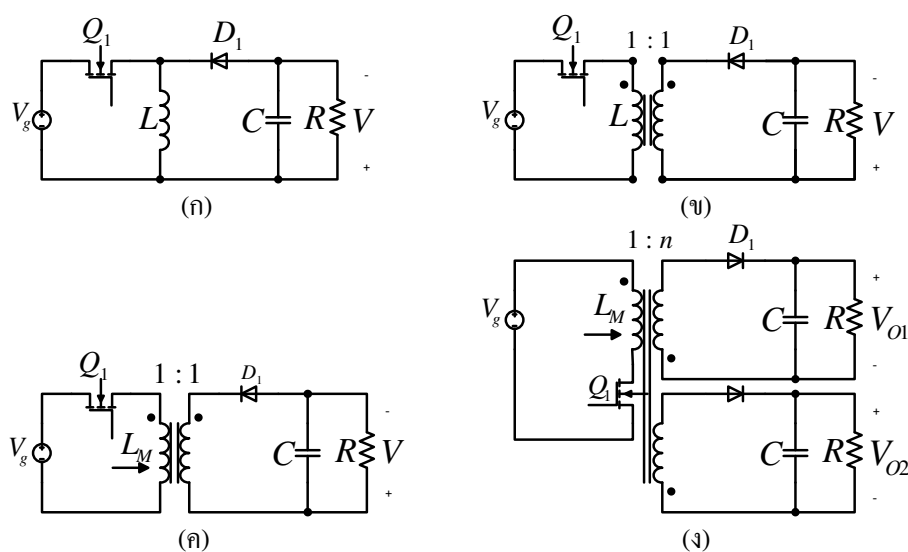 Q1 D1
Vg L C R V
-
+
(ก)
Q1 1 : 1 D1
Vg L C R V
-
+
(ข)
Q1 1 : 1 D1
Vg LM C R V
-
+
(ค)
1 : n D1
Vg LM C R VO1
+
-
Q1
C R VO2
+
-
(ง)